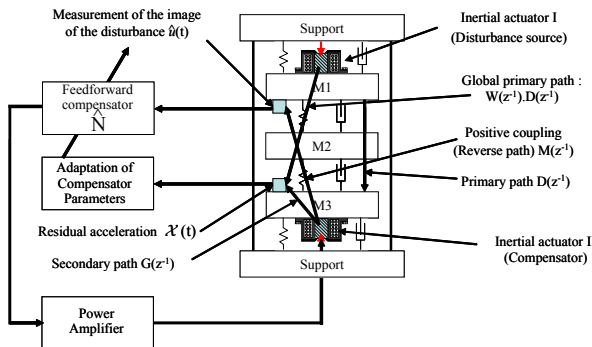 Measurement of the image
of the disturbance û(t)
Support
Inertial actuator I
(Disturbance source)
Feedforward
compensator
N̂
M1
Global primary path :
W(z⁻¹).D(z⁻¹)
M2
Positive coupling
(Reverse path) M(z⁻¹)
Adaptation of
Compensator
Parameters
Primary path D(z⁻¹)
M3
Residual acceleration 𝒳(t)
Secondary path G(z⁻¹)
Inertial actuator I
(Compensator)
Support
Power
Amplifier